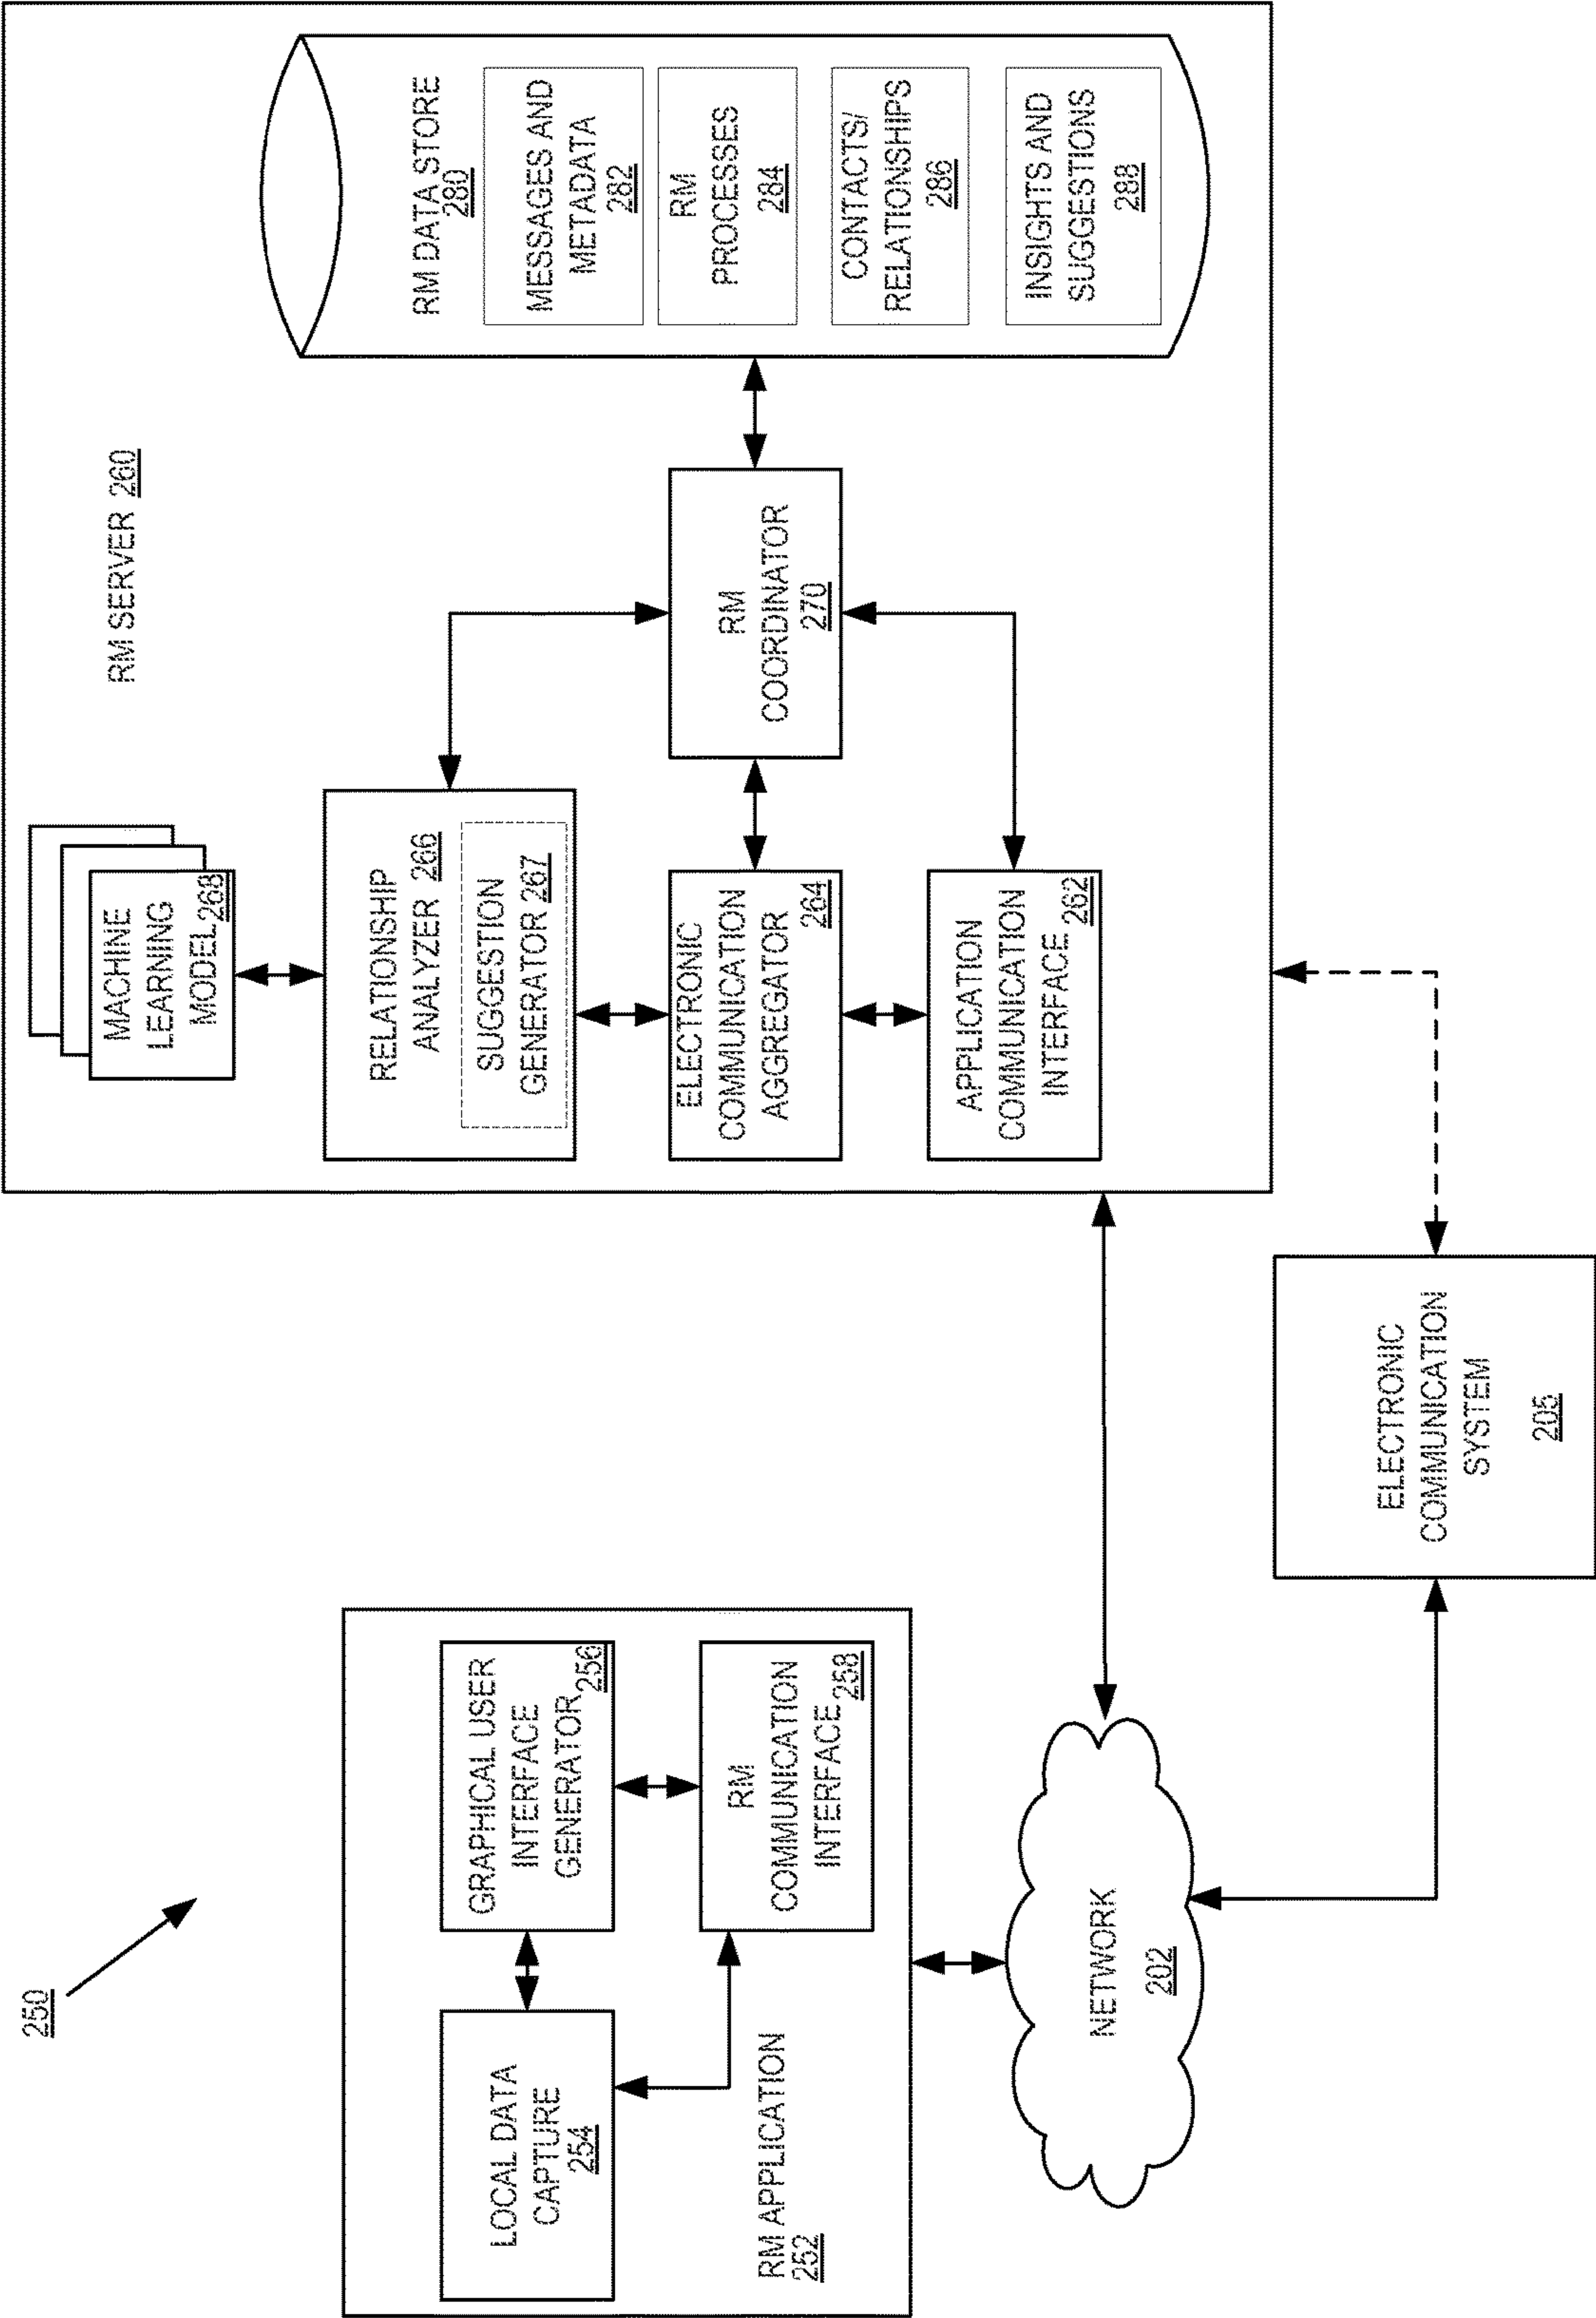 250
LOCAL DATA
CAPTURE
254
GRAPHICAL USER
INTERFACE
GENERATOR 256
RM
COMMUNICATION
INTERFACE 258
RM APPLICATION
252
NETWORK
202
ELECTRONIC
COMMUNICATION
SYSTEM
205
RM SERVER 260
MACHINE
LEARNING
MODEL 268
RELATIONSHIP
ANALYZER 266
SUGGESTION
GENERATOR 267
ELECTRONIC
COMMUNICATION
AGGREGATOR 264
APPLICATION
COMMUNICATION
INTERFACE 262
RM
COORDINATOR
270
RM DATA STORE
280
MESSAGES AND
METADATA
282
RM
PROCESSES
284
CONTACTS/
RELATIONSHIPS
286
INSIGHTS AND
SUGGESTIONS
288